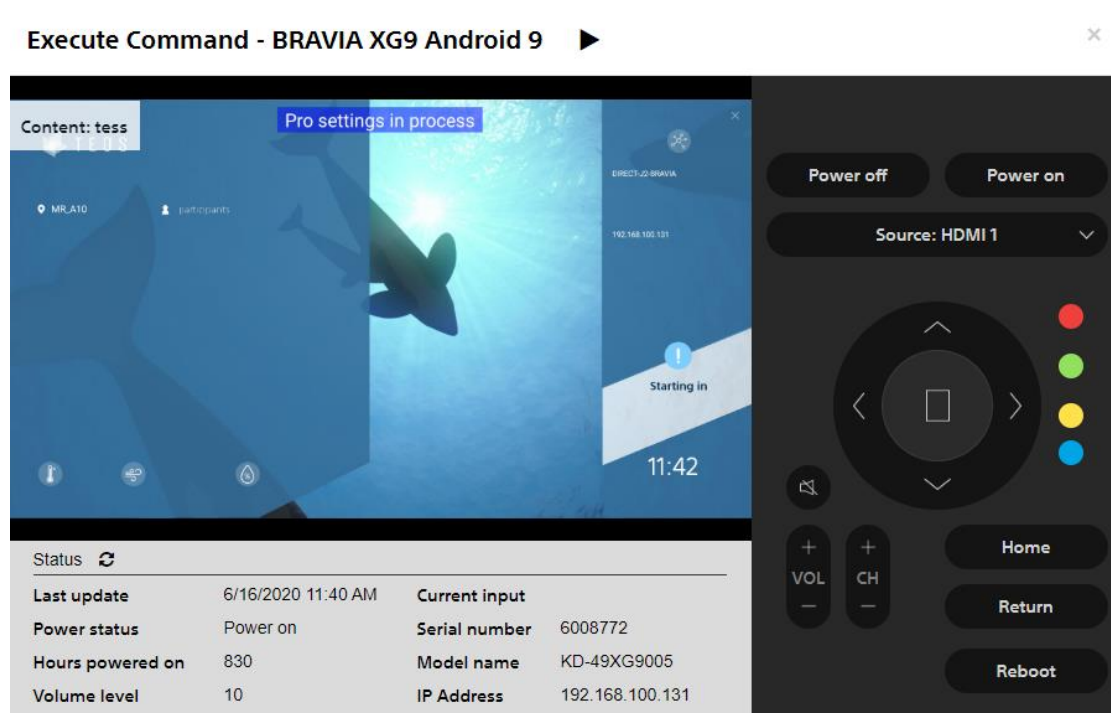 Execute Command - BRAVIA XG9 Android 9
Content: tess
Pro settings in process
TEOS
DIRECT-J2-BRAVIA
MR_A10
participants
192.168.100.131
Starting in
11:42
Power off
Power on
Source: HDMI 1
VOL
CH
Home
Return
Reboot
Status
Last update 6/16/2020 11:40 AM Current input
Power status Power on Serial number 6008772
Hours powered on 830 Model name KD-49XG9005
Volume level 10 IP Address 192.168.100.131